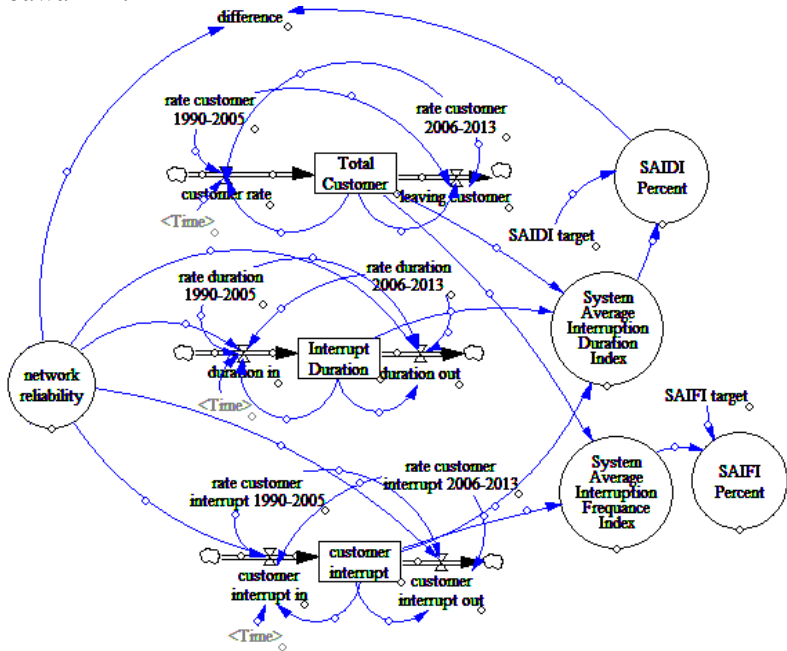 difference
rate customer
1990-2005
rate customer
2006-2013
Total
Customer
customer rate
leaving customer
<Time>
SAIDI
Percent
SAIDI target
rate duration
1990-2005
rate duration
2006-2013
System
Average
Interruption
Duration
Index
Interrupt
Duration
duration in
duration out
<Time>
network
reliability
SAIFI target
rate customer
interrupt 1990-2005
rate customer
interrupt 2006-2013
System
Average
Interruption
Frequance
Index
SAIFI
Percent
customer
interrupt
customer
interrupt in
customer
interrupt out
<Time>